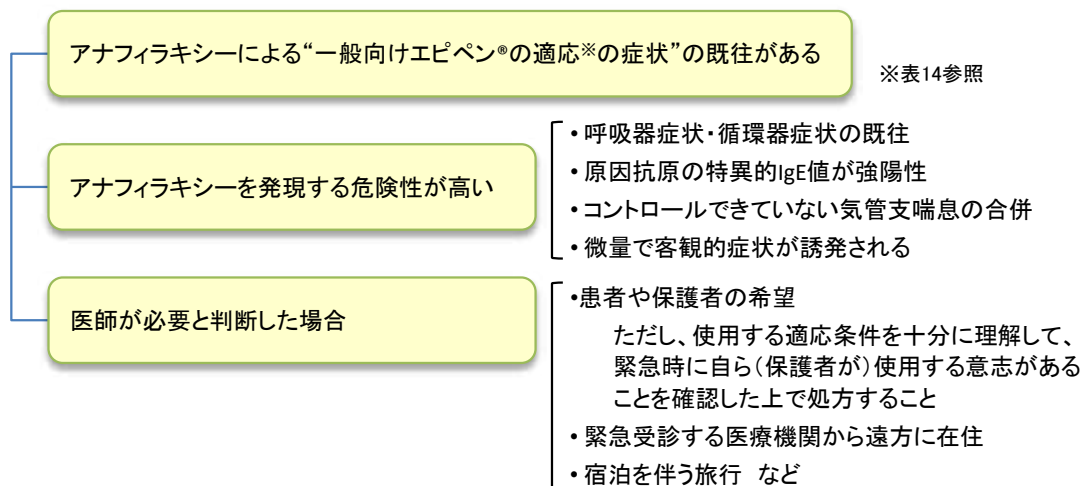 アナフィラキシーによる“一般向けエピペン®の適応※の症状”の既往がある
※表14参照
アナフィラキシーを発現する危険性が高い
・呼吸器症状・循環器症状の既往
・原因抗原の特異的IgE値が強陽性
・コントロールできていない気管支喘息の合併
・微量で客観的症状が誘発される
医師が必要と判断した場合
・患者や保護者の希望
ただし、使用する適応条件を十分に理解して、
緊急時に自ら（保護者が）使用する意志がある
ことを確認した上で処方すること
・緊急受診する医療機関から遠方に在住
・宿泊を伴う旅行　など